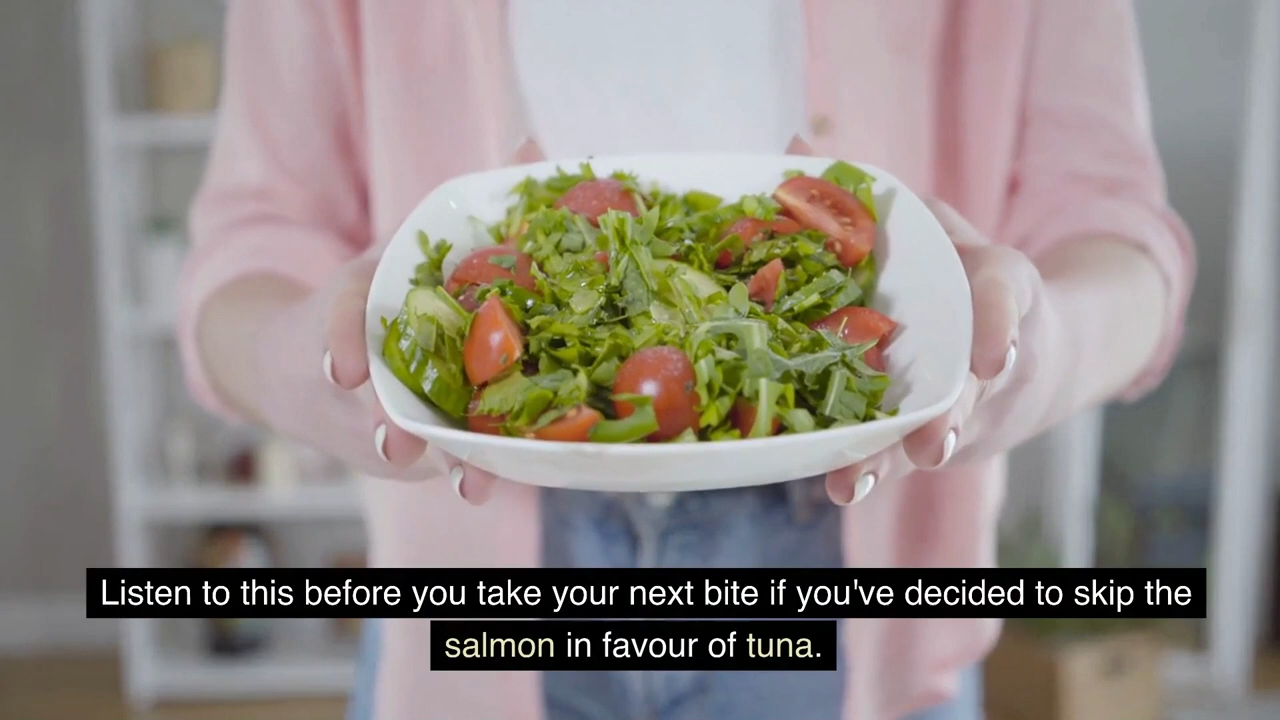 Listen to this before you take your next bite if you've decided to skip the
salmon in favour of tuna.